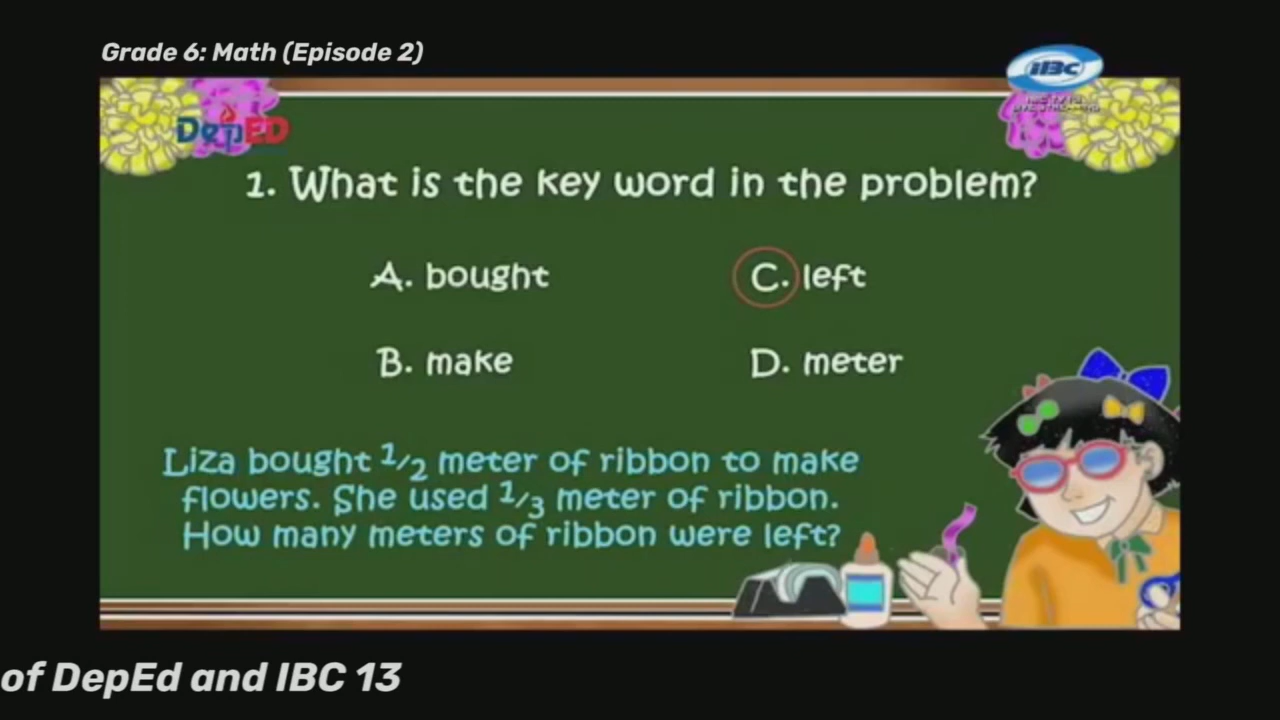 Grade 6: Math (Episode 2)
IBC
DepED
1. What is the key word in the problem?
A. bought
C. left
B. make
D. meter
Liza bought 1/2 meter of ribbon to make
flowers. She used 1/3 meter of ribbon.
How many meters of ribbon were left?
of DepEd and IBC 13